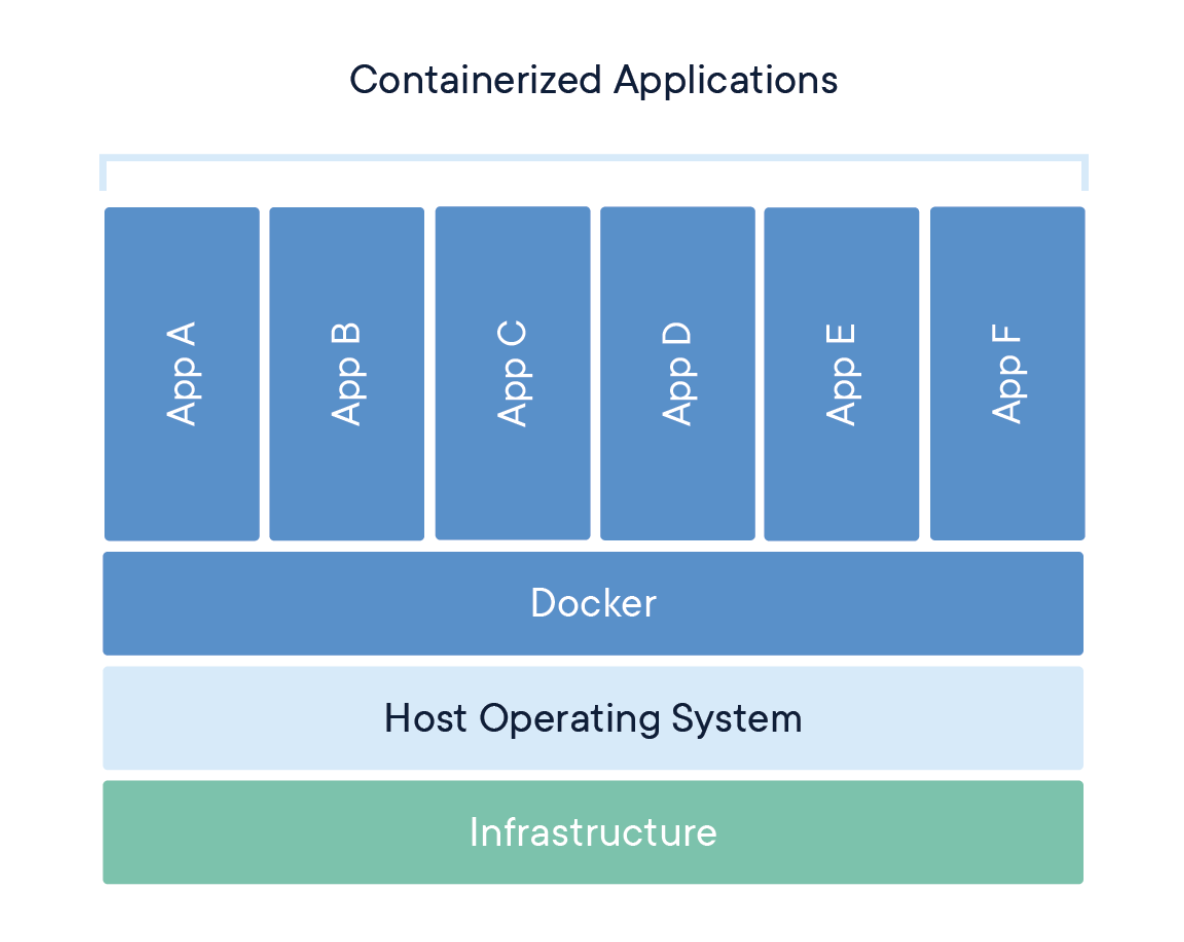 Containerized Applications
App A
App B
App C
App D
App E
App F
Docker
Host Operating System
Infrastructure